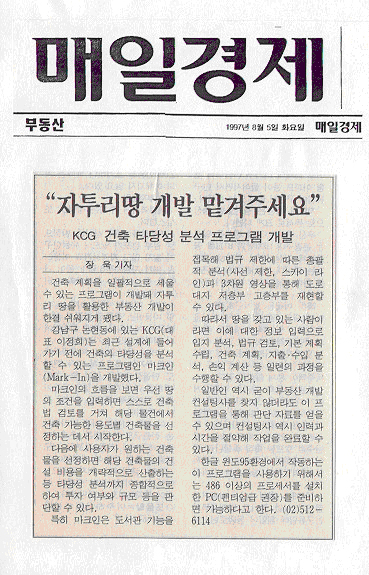 매일경제
부동산
1997년 8월 5일 화요일 매일경제
“자투리땅 개발 맡겨주세요”
KCG 건축 타당성 분석 프로그램 개발
장 욱 기자
건축 계획을 일괄적으로 세울
수 있는 프로그램이 개발돼 자투
리 땅을 활용한 부동산 개발이
한결 쉬워지게 됐다.
강남구 논현동에 있는 KCG(대
표 이정희)는 최근 설계에 들어
가기 전에 건축의 타당성을 분석
할 수 있는 프로그램인 마크인
(Mark-In)을 개발했다.
마크인의 흐름을 보면 우선 땅
의 조건을 입력하면 스스로 건축
법 검토를 거쳐 해당 물건에서
건축 가능한 용도별 건축물을 선
정하는 데서 시작한다.
다음에 사용자가 원하는 건축
물을 선정하면 해당 건축물의 건
설 비용을 개략적으로 산출하는
등 타당성 분석까지 종합적으로
하여 투자 여부와 규모 등을 판
단할 수 있다.
특히 마크인은 도서관 기능을
접목해 법규 제한에 따른 총괄
적 분석(사선 제한, 스카이 라
인)과 3차원 영상을 통해 도로
대지 저층부 고층부를 재현할
수 있다.
따라서 땅을 갖고 있는 사람이
라면 이에 대한 정보 입력으로
입지 분석, 법규 검토, 기본 계획
수립, 건축 계획, 지출·수입 분
석, 손익 계산 등 일련의 과정을
수행할 수 있다.
일반인 역시 굳이 부동산 개발
컨설팅사를 찾지 않더라도 이 프
로그램을 통해 관단 자료를 얻을
수 있으며 컨설팅사 역시 인력과
시간을 절약해 작업을 완료할 수
있다.
한글 윈도95환경에서 작동하는
이 프로그램을 사용하기 위해서
는 486 이상의 프로세서를 설치
한 PC(펜티엄급 권장)를 준비하
면 가능하다고 한다. (02)512-
6114